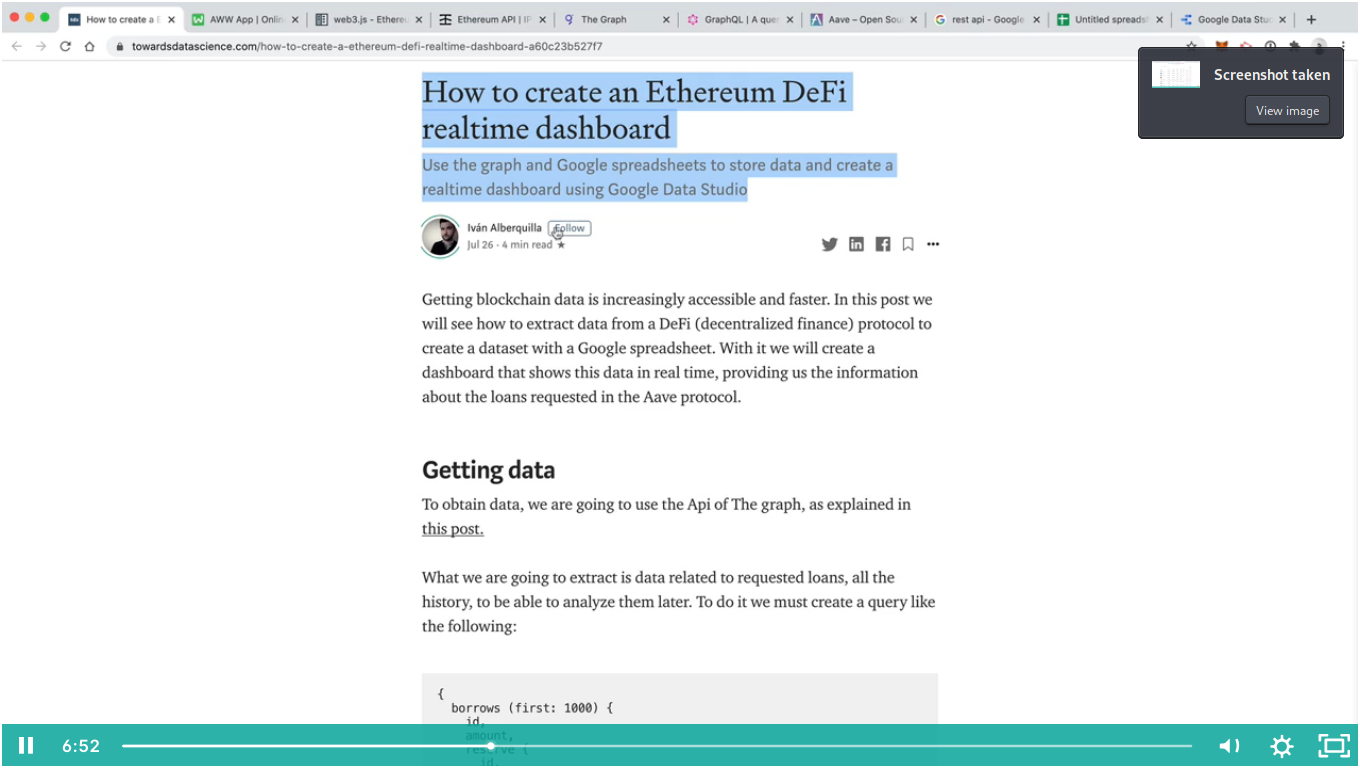 How to create a E
AWW App | Onlin
web3.js - Ethereu
Ethereum API | IP
The Graph
GraphQL | A que
Aave – Open Sou
rest api - Google
Untitled spreads
Google Data Stu
towardsdatascience.com/how-to-create-a-ethereum-defi-realtime-dashboard-a60c23b527f7
Screenshot taken
View image
How to create an Ethereum DeFi
realtime dashboard
Use the graph and Google spreadsheets to store data and create a
realtime dashboard using Google Data Studio
Iván Alberquilla Follow
Jul 26 · 4 min read ★
Getting blockchain data is increasingly accessible and faster. In this post we
will see how to extract data from a DeFi (decentralized finance) protocol to
create a dataset with a Google spreadsheet. With it we will create a
dashboard that shows this data in real time, providing us the information
about the loans requested in the Aave protocol.
Getting data
To obtain data, we are going to use the Api of The graph, as explained in
this post.
What we are going to extract is data related to requested loans, all the
history, to be able to analyze them later. To do it we must create a query like
the following:
{
borrows (first: 1000) {
id,
amount,
reserve {
id,
6:52